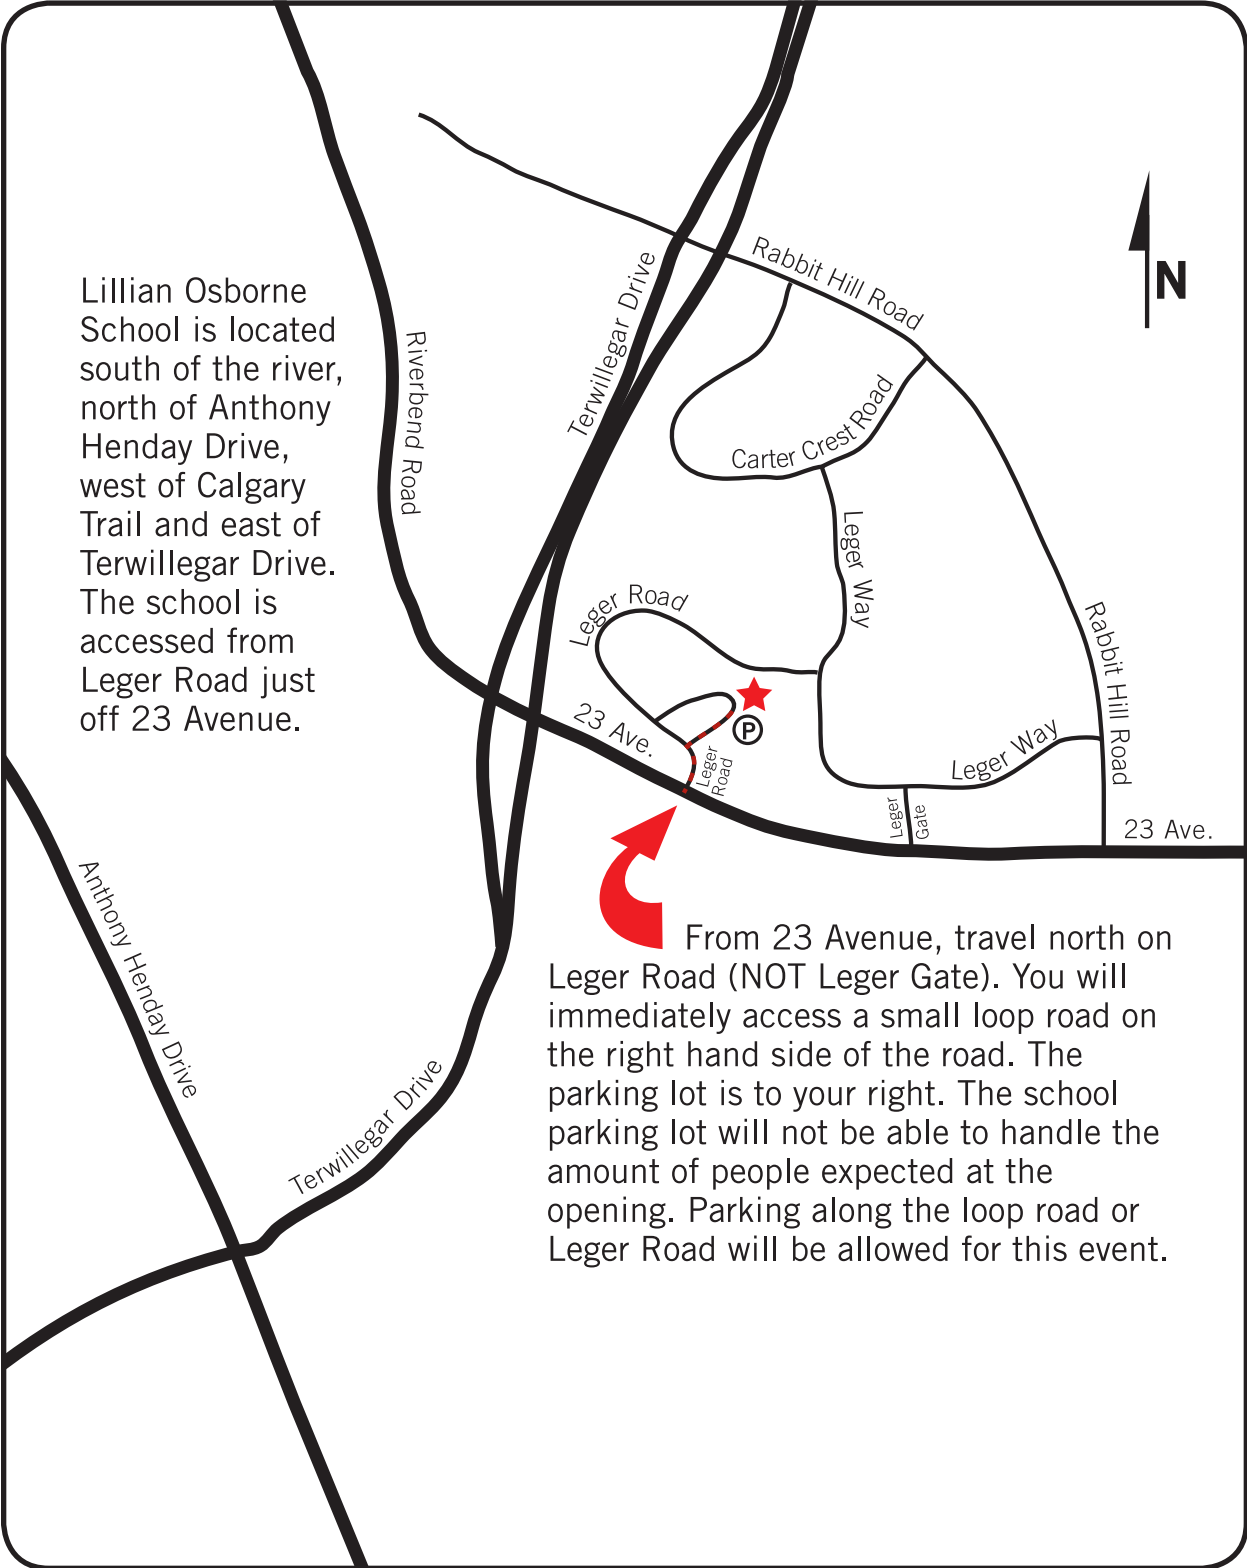 Rabbit Hill Road
Terwillegar Drive
N
Lillian Osborne
School is located
south of the river,
north of Anthony
Henday Drive,
west of Calgary
Trail and east of
Terwillegar Drive.
The school is
accessed from
Leger Road just
off 23 Avenue.
Riverbend Road
Carter Crest Road
Leger Way
Leger Road
Rabbit Hill Road
23 Ave.
P
Leger
Road
Leger Way
Leger
Gate
23 Ave.
Anthony Henday Drive
Terwillegar Drive
From 23 Avenue, travel north on
Leger Road (NOT Leger Gate). You will
immediately access a small loop road on
the right hand side of the road. The
parking lot is to your right. The school
parking lot will not be able to handle the
amount of people expected at the
opening. Parking along the loop road or
Leger Road will be allowed for this event.